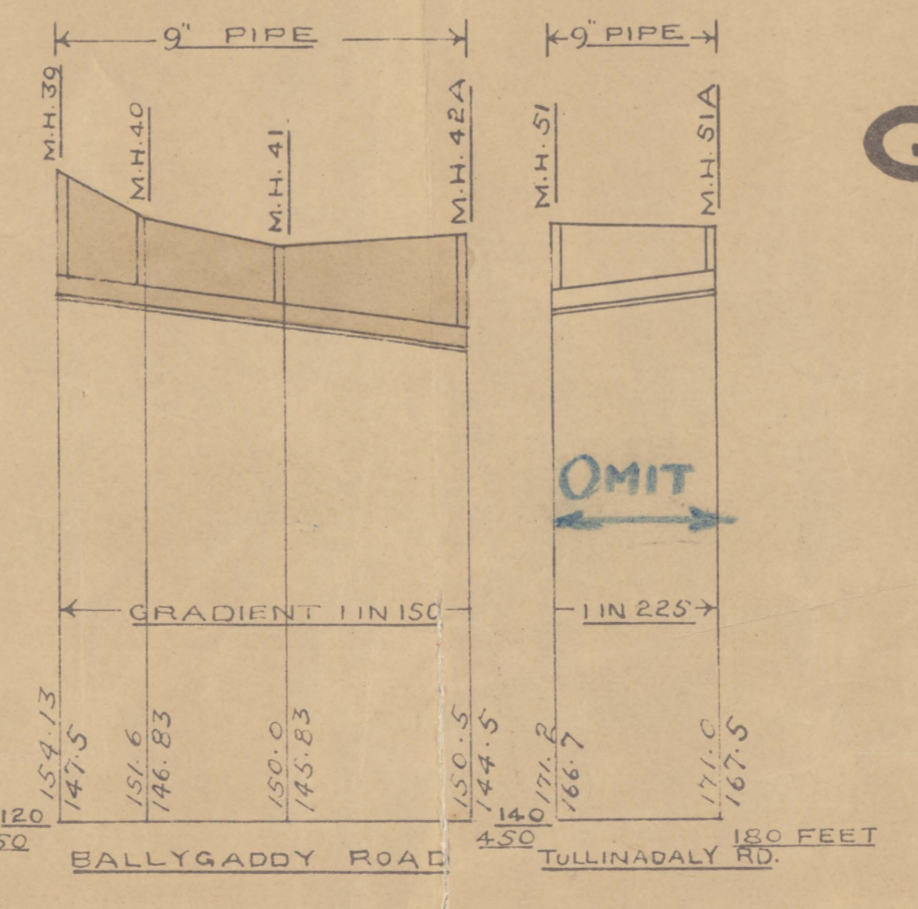 9" PIPE
9" PIPE
M.H. 39
M.H. 40
M.H. 41
M.H. 42A
M.H. 51
M.H. 51A
OMIT
GRADIENT 1 IN 150
1 IN 225
154.13
147.5
151.6
146.83
150.0
145.83
150.5
144.5
171.2
166.7
171.0
167.5
120
50
140
450
180 FEET
BALLYGADDY ROAD
TULLINADALY RD.